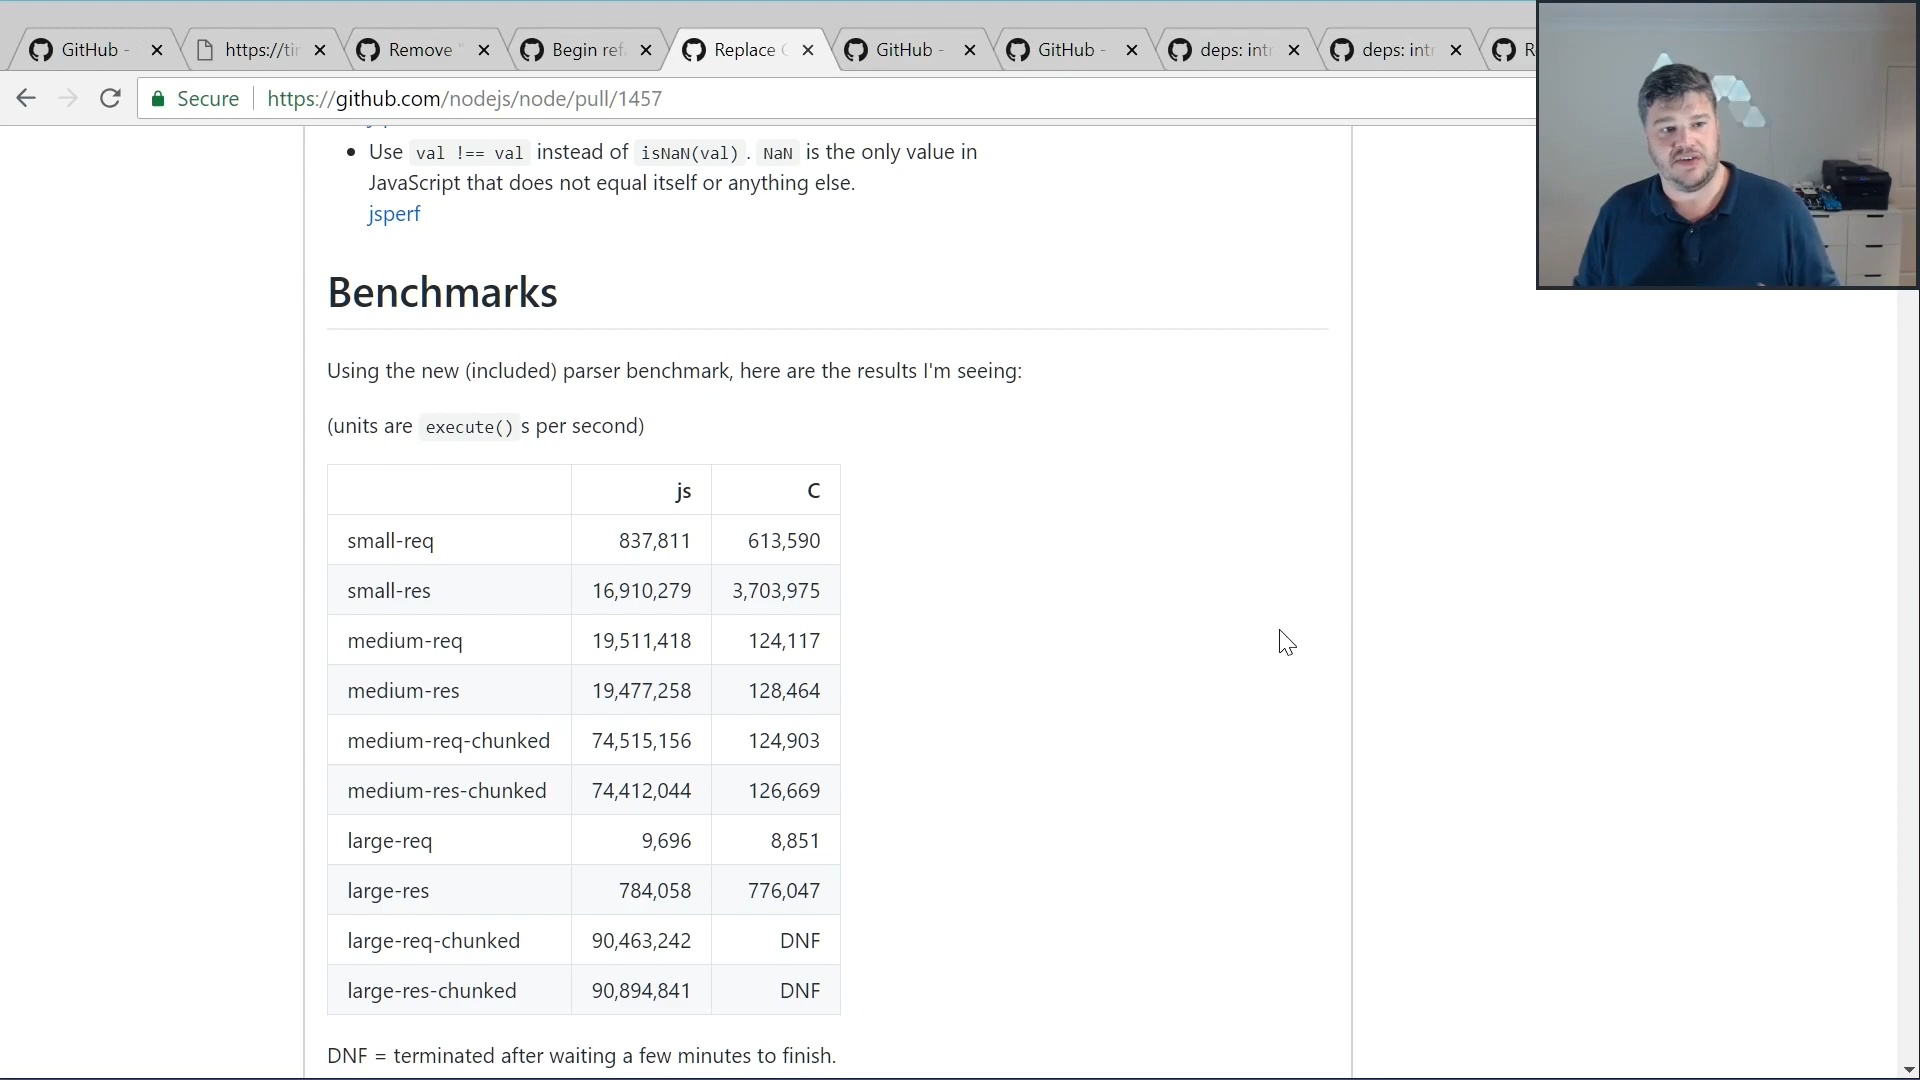 GitHub -
https://tin
Remove "
Begin ref
Replace C
GitHub -
GitHub -
deps: intr
deps: intr
R
Secure
https://github.com/nodejs/node/pull/1457
Use val !== val instead of isNaN(val) . NaN is the only value in
JavaScript that does not equal itself or anything else.
jsperf
Benchmarks
Using the new (included) parser benchmark, here are the results I'm seeing:
(units are execute() s per second)
js C
small-req 837,811 613,590
small-res 16,910,279 3,703,975
medium-req 19,511,418 124,117
medium-res 19,477,258 128,464
medium-req-chunked 74,515,156 124,903
medium-res-chunked 74,412,044 126,669
large-req 9,696 8,851
large-res 784,058 776,047
large-req-chunked 90,463,242 DNF
large-res-chunked 90,894,841 DNF
DNF = terminated after waiting a few minutes to finish.